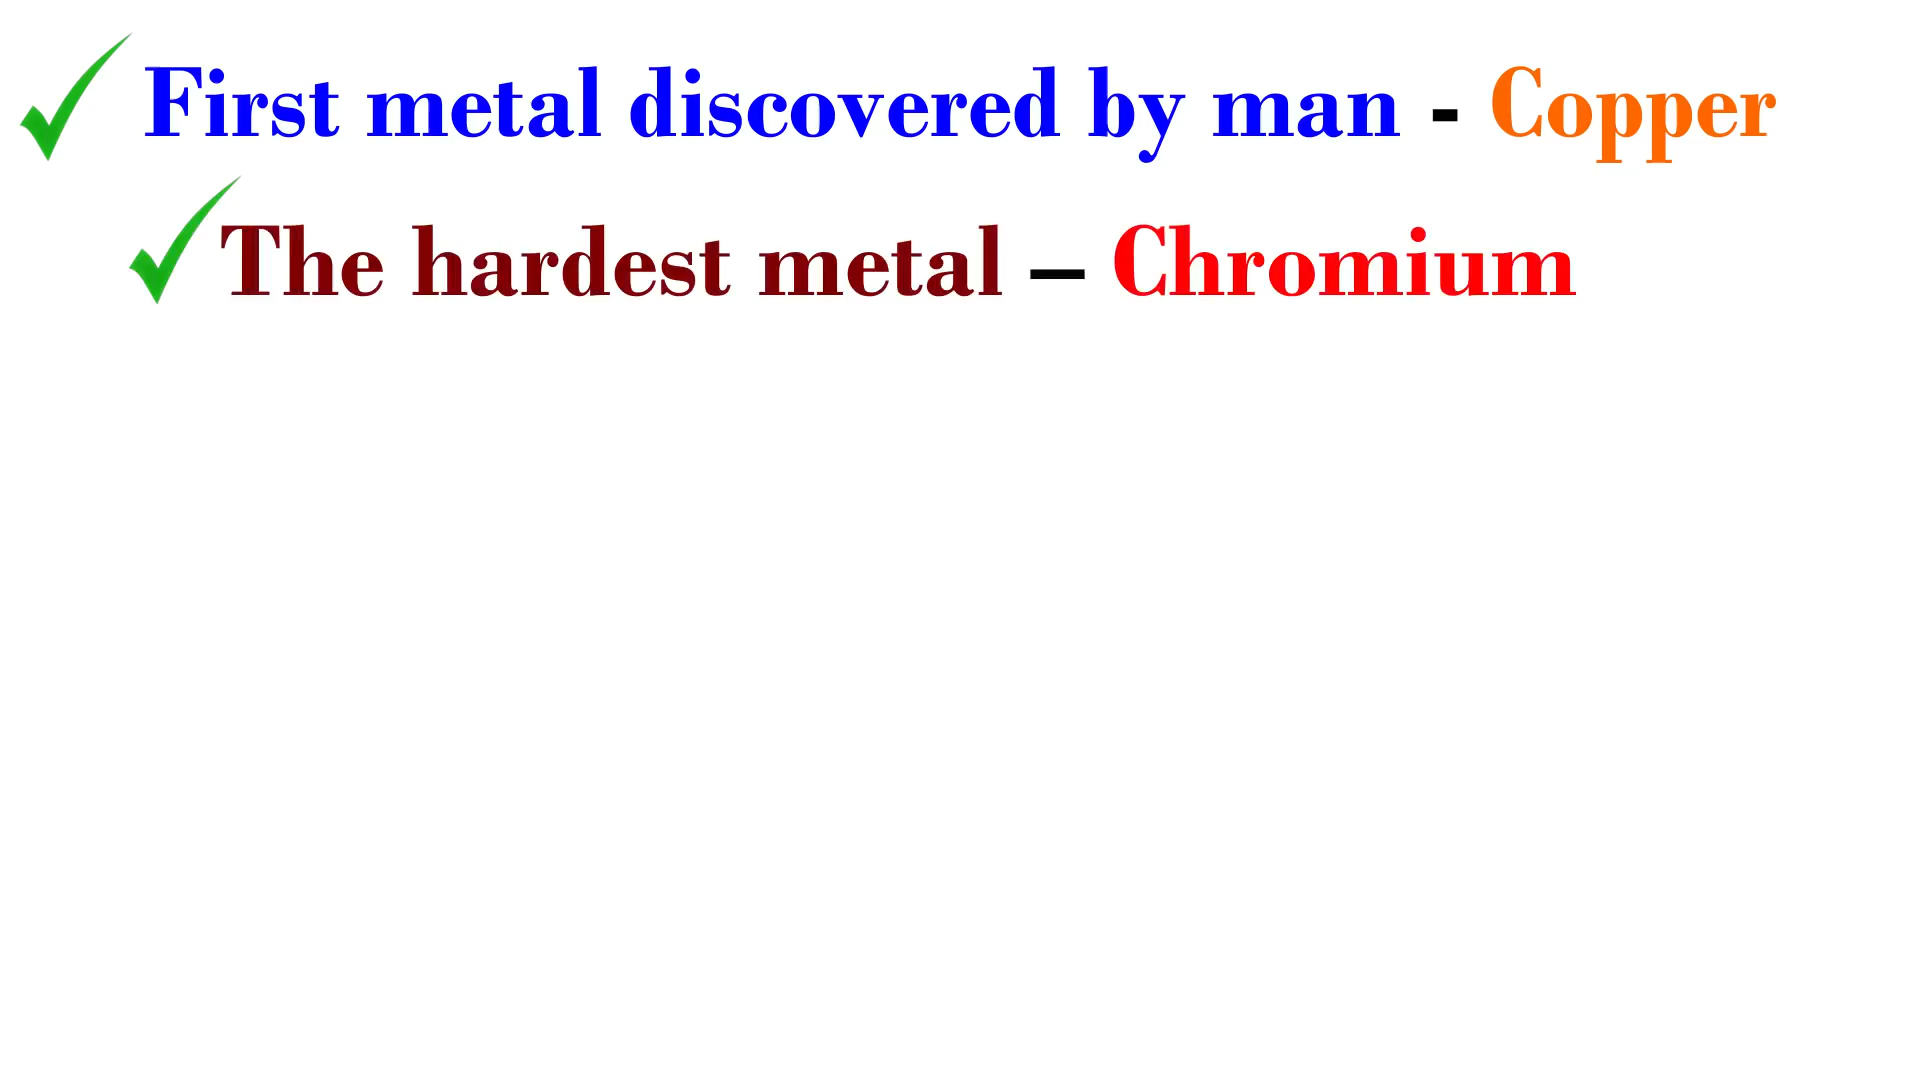 First metal discovered by man - Copper
The hardest metal – Chromium